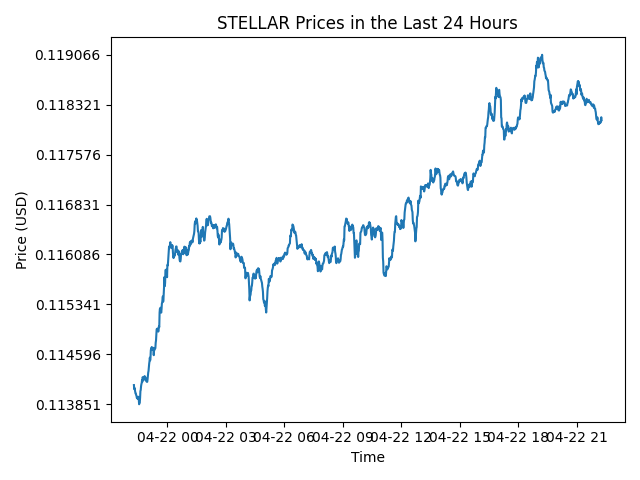 STELLAR Prices in the Last 24 Hours
0.119066
0.118321
0.117576
0.116831
0.116086
0.115341
0.114596
0.113851
Price (USD)
04-22 00 04-22 03 04-22 06 04-22 09 04-22 12 04-22 15 04-22 18 04-22 21
Time